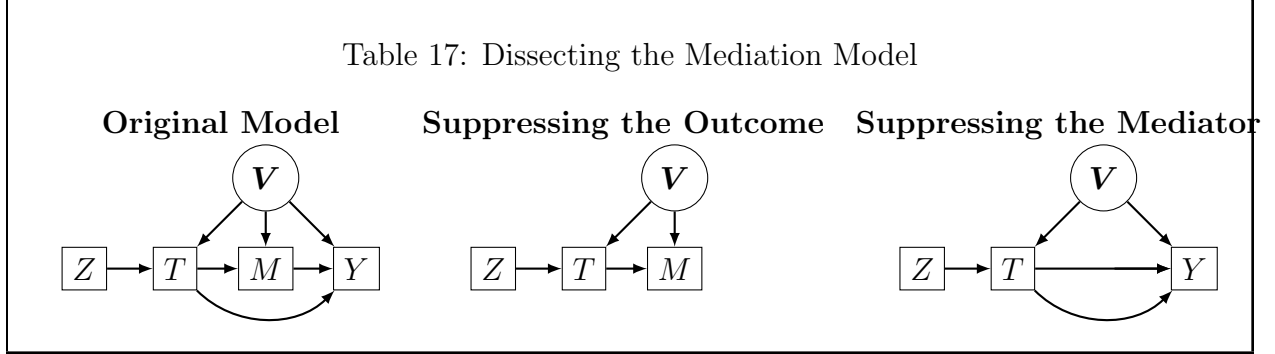 Table 17: Dissecting the Mediation Model
Original Model Suppressing the Outcome Suppressing the Mediator
V V V
Z T M Y Z T M Z T Y